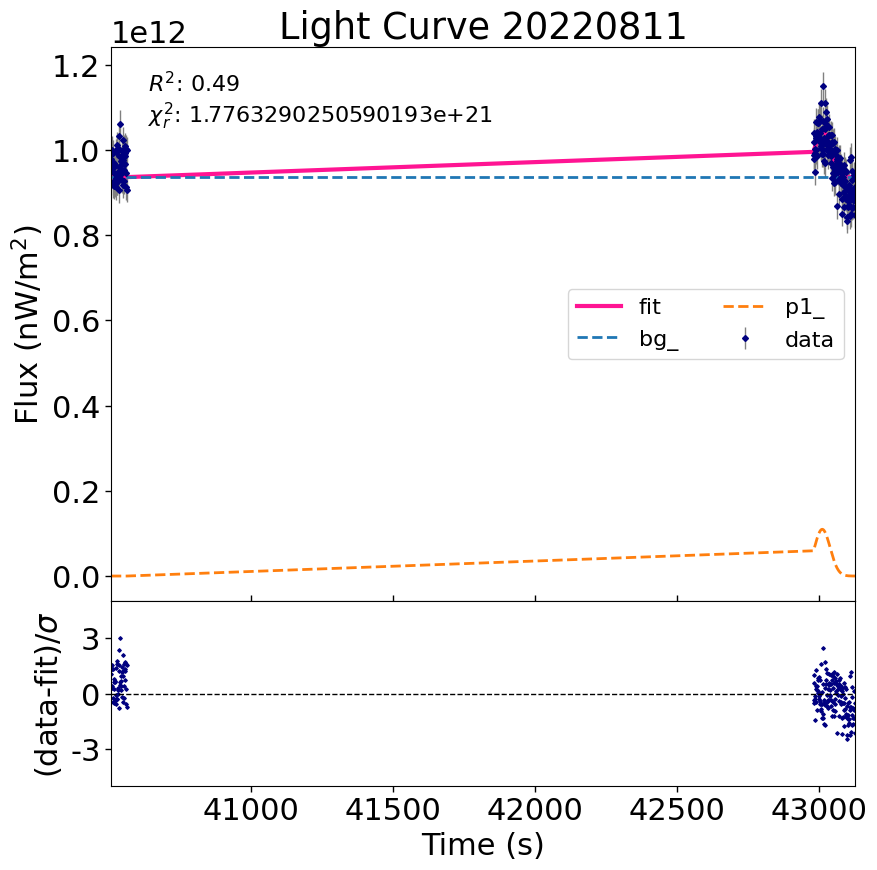 Light Curve 20220811
1e12
R²: 0.49
χ²ᵣ: 1.7763290250590193e+21
1.2
1.0
0.8
0.6
0.4
0.2
0.0
Flux (nW/m²)
fit
bg_
p1_
data
3
0
-3
(data-fit)/σ
41000 41500 42000 42500 43000
Time (s)